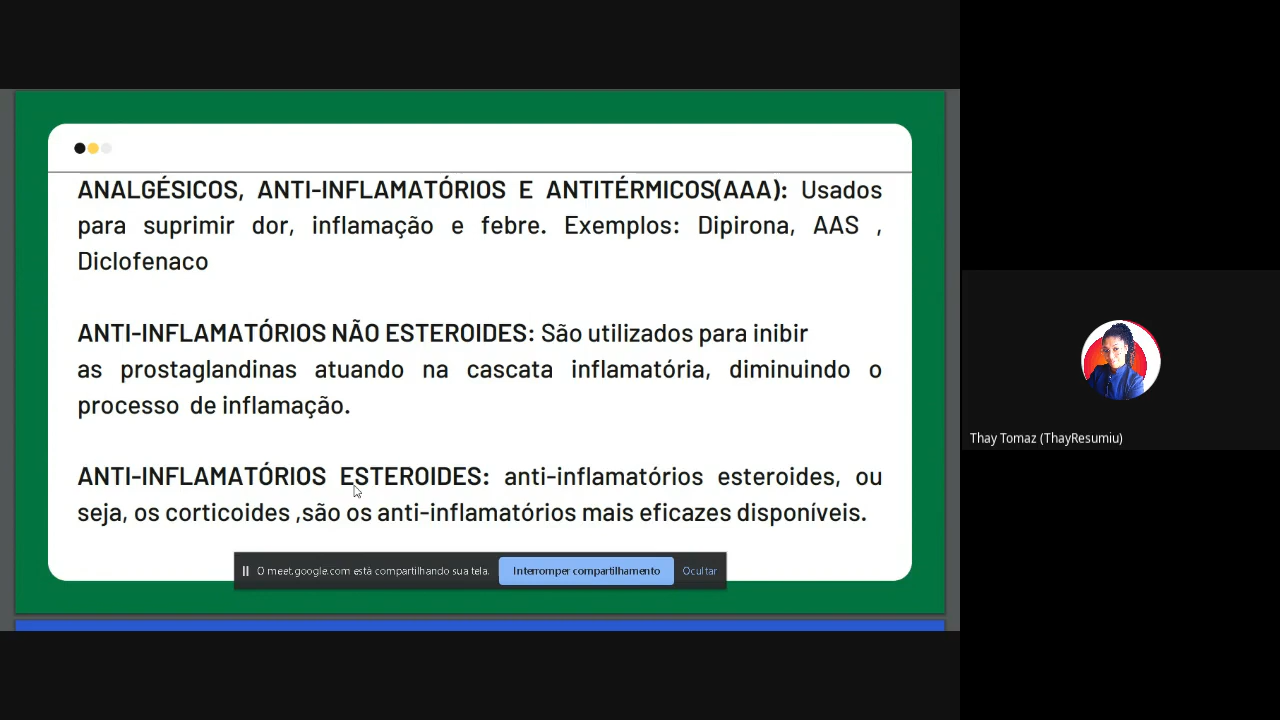 ANALGÉSICOS, ANTI-INFLAMATÓRIOS E ANTITÉRMICOS(AAA): Usados
para suprimir dor, inflamação e febre. Exemplos: Dipirona, AAS ,
Diclofenaco
ANTI-INFLAMATÓRIOS NÃO ESTEROIDES: São utilizados para inibir
as prostaglandinas atuando na cascata inflamatória, diminuindo o
processo de inflamação.
ANTI-INFLAMATÓRIOS ESTEROIDES: anti-inflamatórios esteroides, ou
seja, os corticoides ,são os anti-inflamatórios mais eficazes disponíveis.
O meet.google.com está compartilhando sua tela.
Interromper compartilhamento
Ocultar
Thay Tomaz (ThayResumiu)